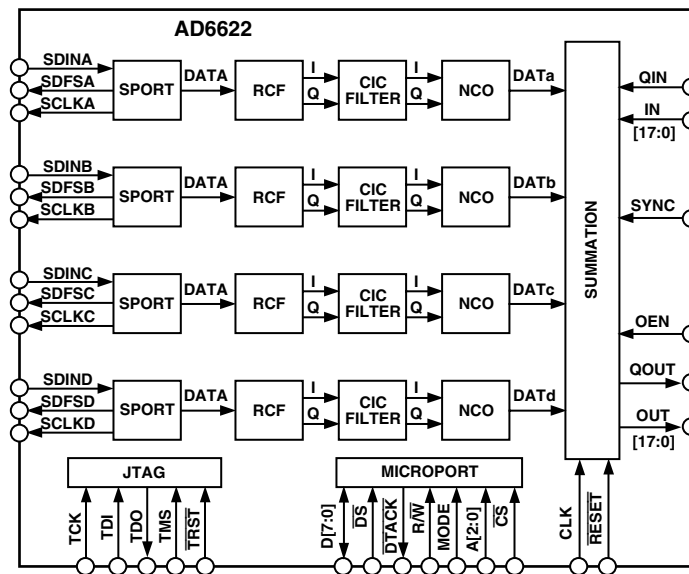 AD6622
SDINA
SDFSA
SCLKA
SPORT
DATA
RCF
I
Q
CIC
FILTER
I
Q
NCO
DATa
SDINB
SDFSB
SCLKB
SPORT
DATA
RCF
I
Q
CIC
FILTER
I
Q
NCO
DATb
SDINC
SDFSC
SCLKC
SPORT
DATA
RCF
I
Q
CIC
FILTER
I
Q
NCO
DATc
SDIND
SDFSD
SCLKD
SPORT
DATA
RCF
I
Q
CIC
FILTER
I
Q
NCO
DATd
SUMMATION
QIN
IN
[17:0]
SYNC
OEN
QOUT
OUT
[17:0]
JTAG
TCK
TDI
TDO
TMS
TRST
MICROPORT
D[7:0]
DS
DTACK
R/W
MODE
A[2:0]
CS
CLK
RESET